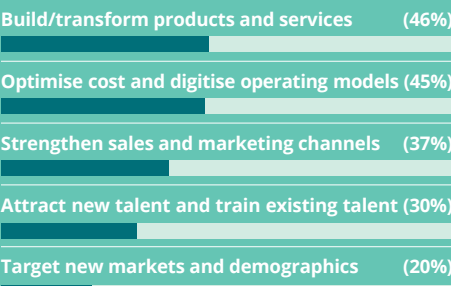 Build/transform products and services (46%)
Optimise cost and digitise operating models (45%)
Strengthen sales and marketing channels (37%)
Attract new talent and train existing talent (30%)
Target new markets and demographics (20%)